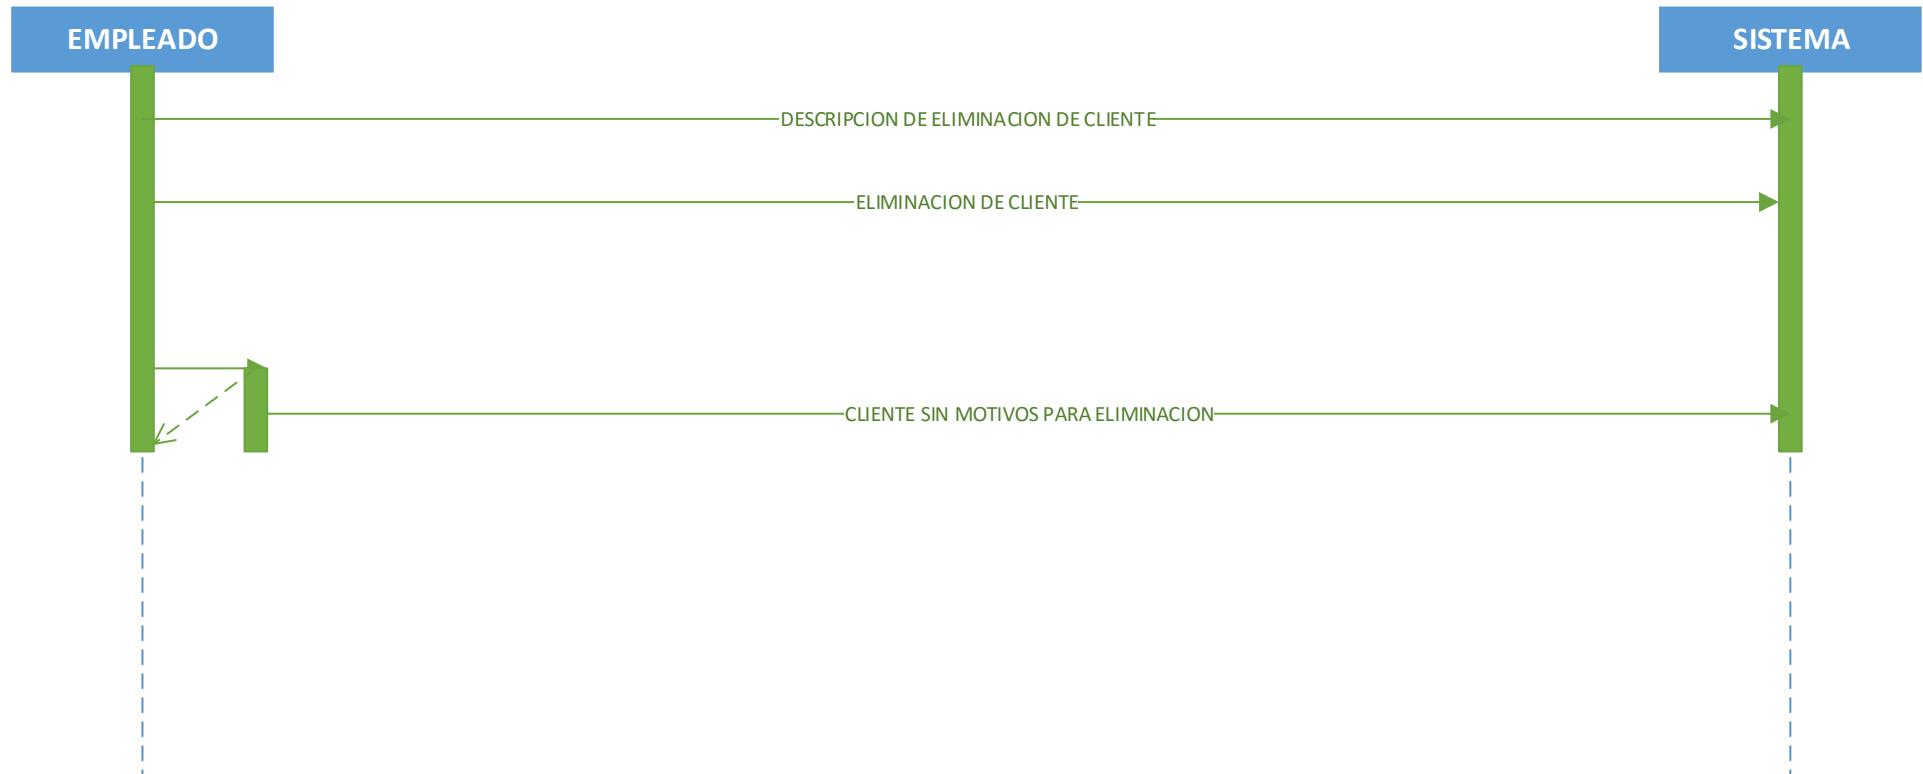 EMPLEADO
SISTEMA
DESCRIPCION DE ELIMINACION DE CLIENTE
ELIMINACION DE CLIENTE
CLIENTE SIN MOTIVOS PARA ELIMINACION